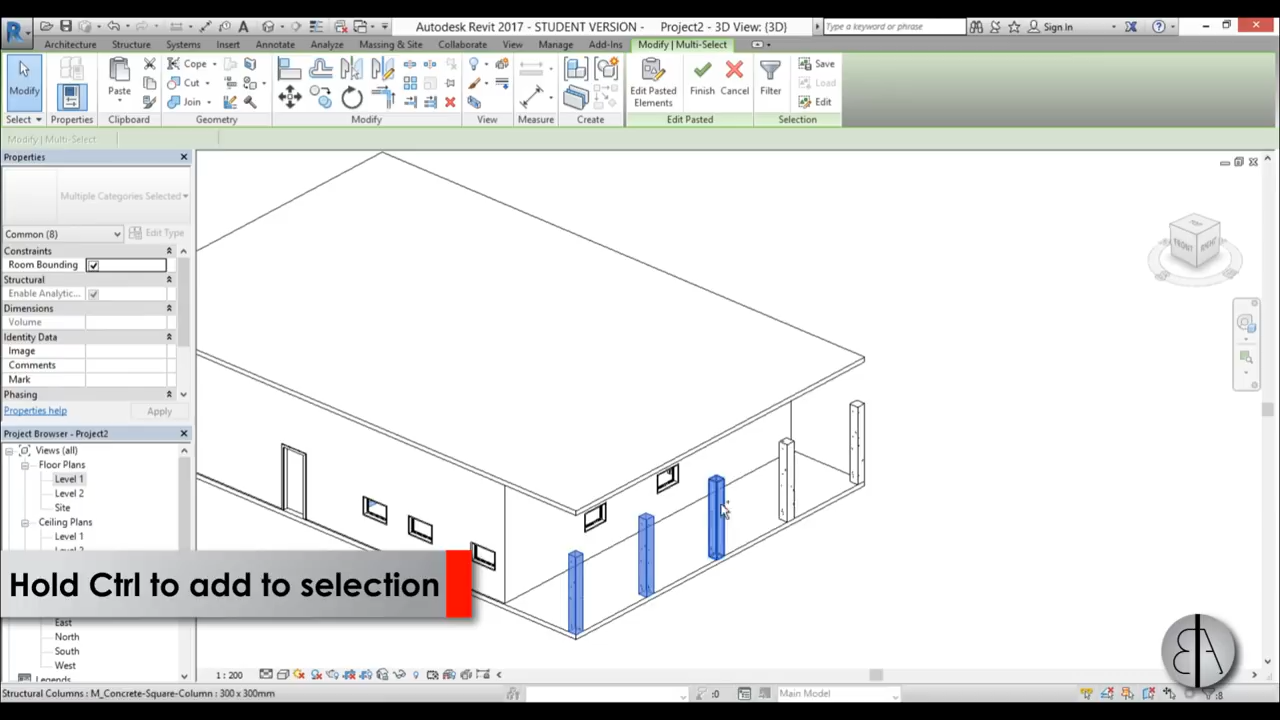 Autodesk Revit 2017 - STUDENT VERSION - Project2 - 3D View: {3D}
Type a keyword or phrase
Sign In
Architecture Structure Systems Insert Annotate Analyze Massing & Site Collaborate View Manage Add-Ins Modify | Multi-Select
Modify
Paste
Cope
Cut
Join
Edit Pasted Elements
Finish
Cancel
Filter
Save
Load
Edit
Select Properties Clipboard Geometry Modify View Measure Create Edit Pasted Selection
Modify | Multi-Select
Properties
Multiple Categories Selected
Common (8) Edit Type
Constraints
Room Bounding
Structural
Enable Analytic...
Dimensions
Volume
Identity Data
Image
Comments
Mark
Phasing
Properties help Apply
Project Browser - Project2
Views (all)
Floor Plans
Level 1
Level 2
Site
Ceiling Plans
Level 1
Hold Ctrl to add to selection
East
North
South
West
Legends
TOP
FRONT
RIGHT
1 : 200
Structural Columns : M_Concrete-Square-Column : 300 x 300mm
:0
Main Model
:8